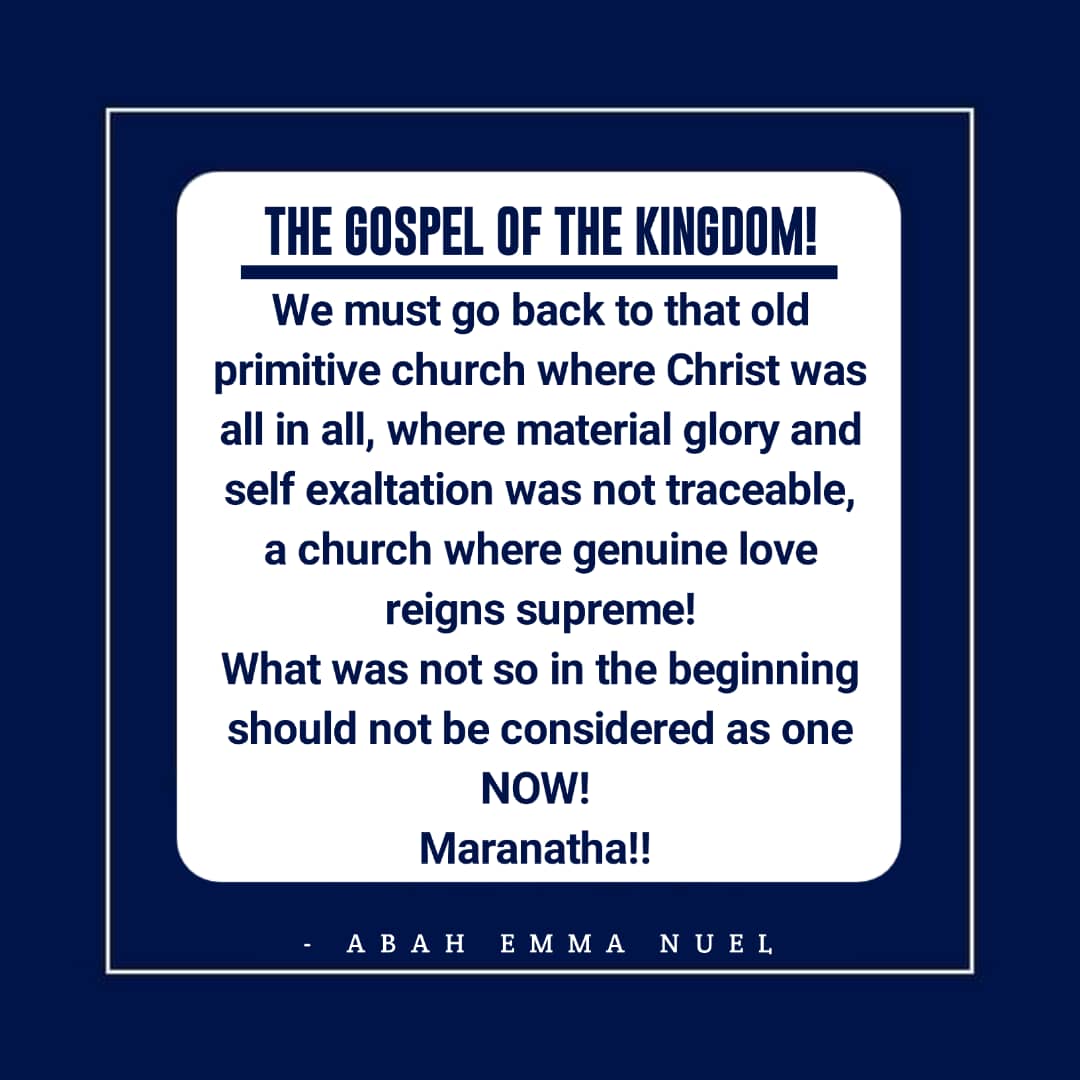 THE GOSPEL OF THE KINGDOM!
We must go back to that old
primitive church where Christ was
all in all, where material glory and
self exaltation was not traceable,
a church where genuine love
reigns supreme!
What was not so in the beginning
should not be considered as one
NOW!
Maranatha!!
- ABAH EMMA NUEL